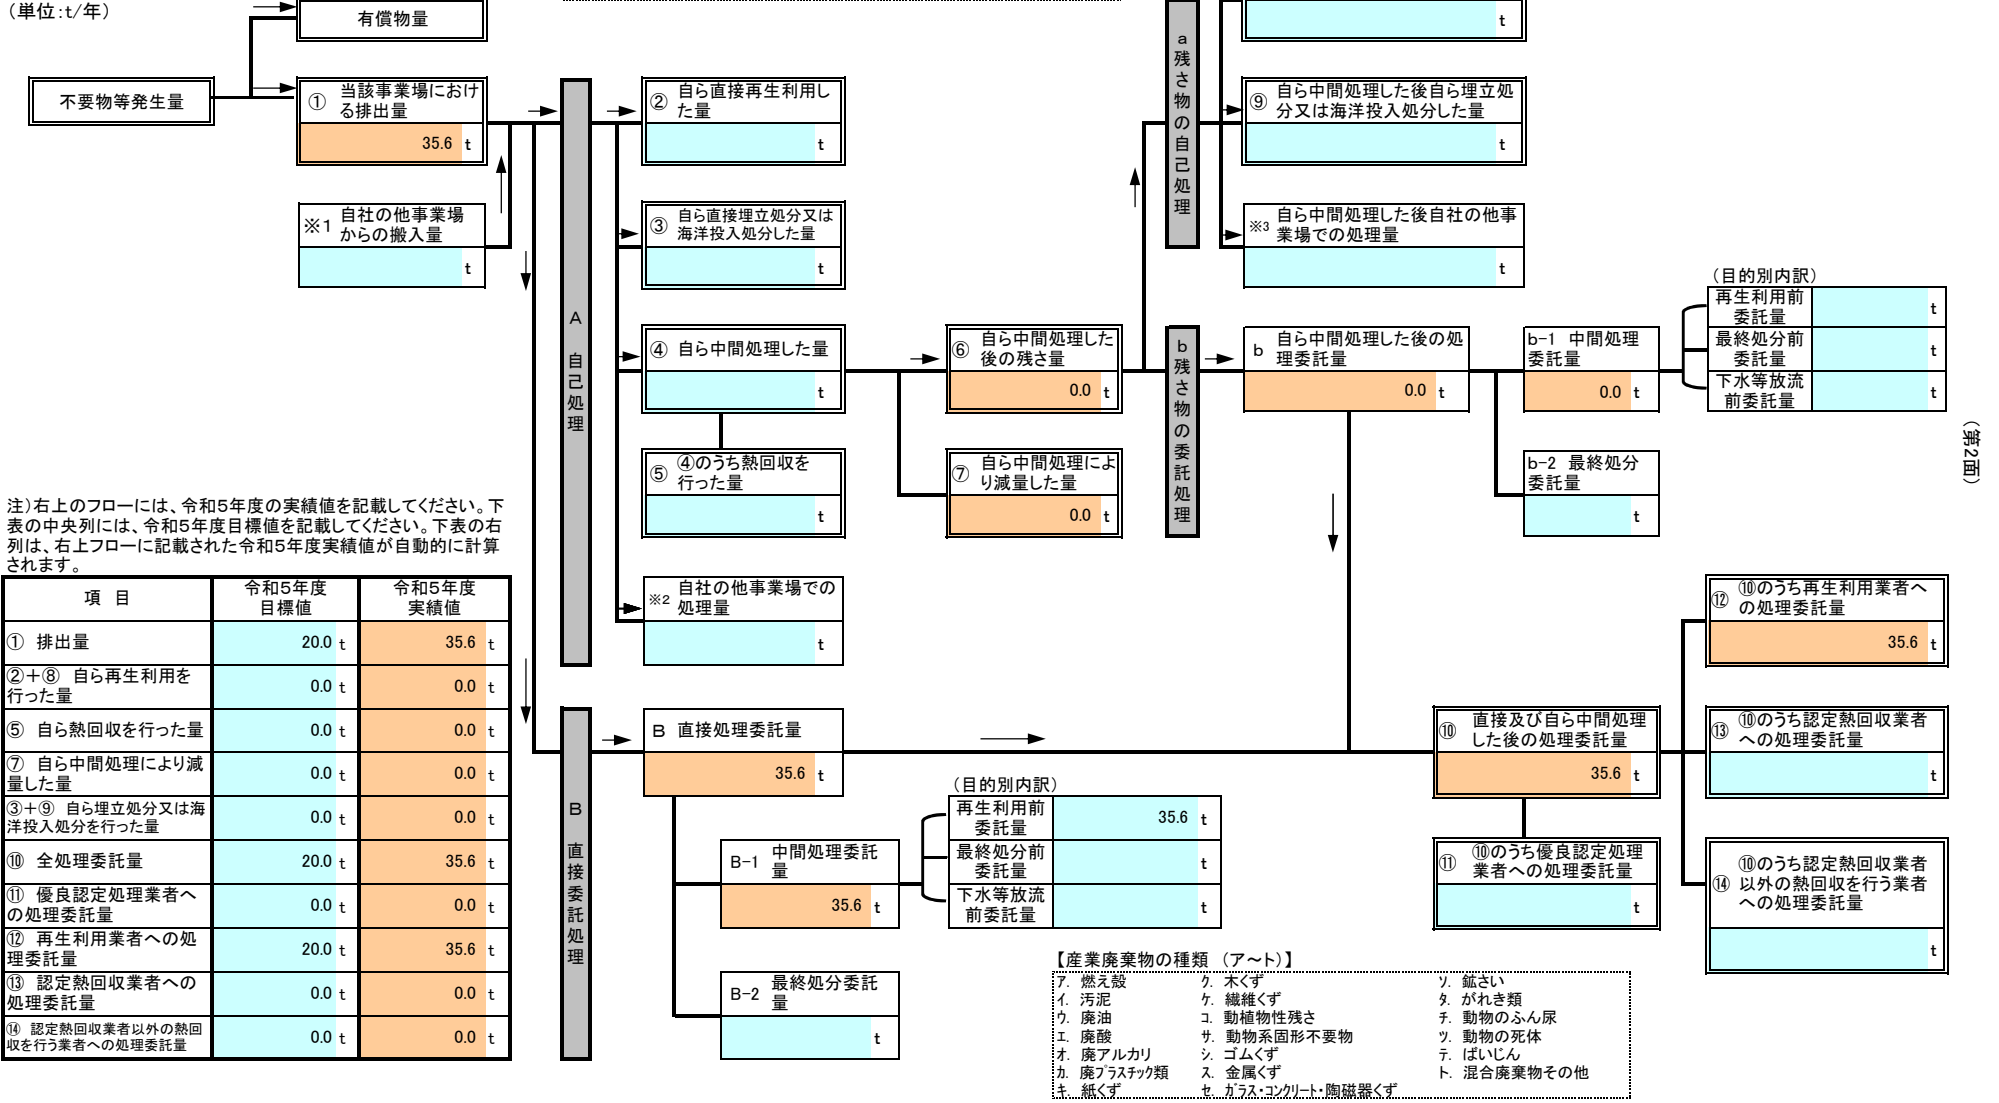 (単位:t/年)
有償物量
不要物等発生量
① 当該事業場におけ
る排出量
35.6 t
※1 自社の他事業場
からの搬入量
t
A 自己処理
② 自ら直接再生利用し
た量
t
③ 自ら直接埋立処分又は
海洋投入処分した量
t
④ 自ら中間処理した量
t
⑤ ④のうち熱回収を
行った量
t
※2 自社の他事業場での
処理量
t
⑥ 自ら中間処理した
後の残さ量
0.0 t
⑦ 自ら中間処理によ
り減量した量
0.0 t
a 残さ物の自己処理
t
⑨ 自ら中間処理した後自ら埋立処
分又は海洋投入処分した量
t
※3 自ら中間処理した後自社の他事
業場での処理量
t
b 残さ物の委託処理
b 自ら中間処理した後の処
理委託量
0.0 t
b-1 中間処理
委託量
0.0 t
b-2 最終処分
委託量
t
(目的別内訳)
再生利用前
委託量
t
最終処分前
委託量
t
下水等放流
前委託量
t
(第2面)
注)右上のフローには、令和5年度の実績値を記載してください。下
表の中央列には、令和5年度目標値を記載してください。下表の右
列は、右上フローに記載された令和5年度実績値が自動的に計算
されます。
項 目 令和5年度 目標値 令和5年度 実績値
① 排出量 20.0 t 35.6 t
②+⑧ 自ら再生利用を
行った量 0.0 t 0.0 t
⑤ 自ら熱回収を行った量 0.0 t 0.0 t
⑦ 自ら中間処理により減
量した量 0.0 t 0.0 t
③+⑨ 自ら埋立処分又は海
洋投入処分を行った量 0.0 t 0.0 t
⑩ 全処理委託量 20.0 t 35.6 t
⑪ 優良認定処理業者へ
の処理委託量 0.0 t 0.0 t
⑫ 再生利用業者への処
理委託量 20.0 t 35.6 t
⑬ 認定熱回収業者への
処理委託量 0.0 t 0.0 t
⑭ 認定熱回収業者以外の熱回
収を行う業者への処理委託量 0.0 t 0.0 t
B 直接委託処理
B 直接処理委託量
35.6 t
B-1 中間処理委託
量
35.6 t
B-2 最終処分委託
量
t
(目的別内訳)
再生利用前
委託量
35.6 t
最終処分前
委託量
t
下水等放流
前委託量
t
⑩ 直接及び自ら中間処理
した後の処理委託量
35.6 t
⑪ ⑩のうち優良認定処理
業者への処理委託量
t
⑫ ⑩のうち再生利用業者へ
の処理委託量
35.6 t
⑬ ⑩のうち認定熱回収業者
への処理委託量
t
⑭ ⑩のうち認定熱回収業者
以外の熱回収を行う業者
への処理委託量
t
【産業廃棄物の種類 (ア~ト)】
ア. 燃え殻 ク. 木くず ソ. 鉱さい
イ. 汚泥 ケ. 繊維くず タ. がれき類
ウ. 廃油 コ. 動植物性残さ チ. 動物のふん尿
エ. 廃酸 サ. 動物系固形不要物 ツ. 動物の死体
オ. 廃アルカリ シ. ゴムくず テ. ばいじん
カ. 廃プラスチック類 ス. 金属くず ト. 混合廃棄物その他
キ. 紙くず セ. ガラス・コンクリート・陶磁器くず